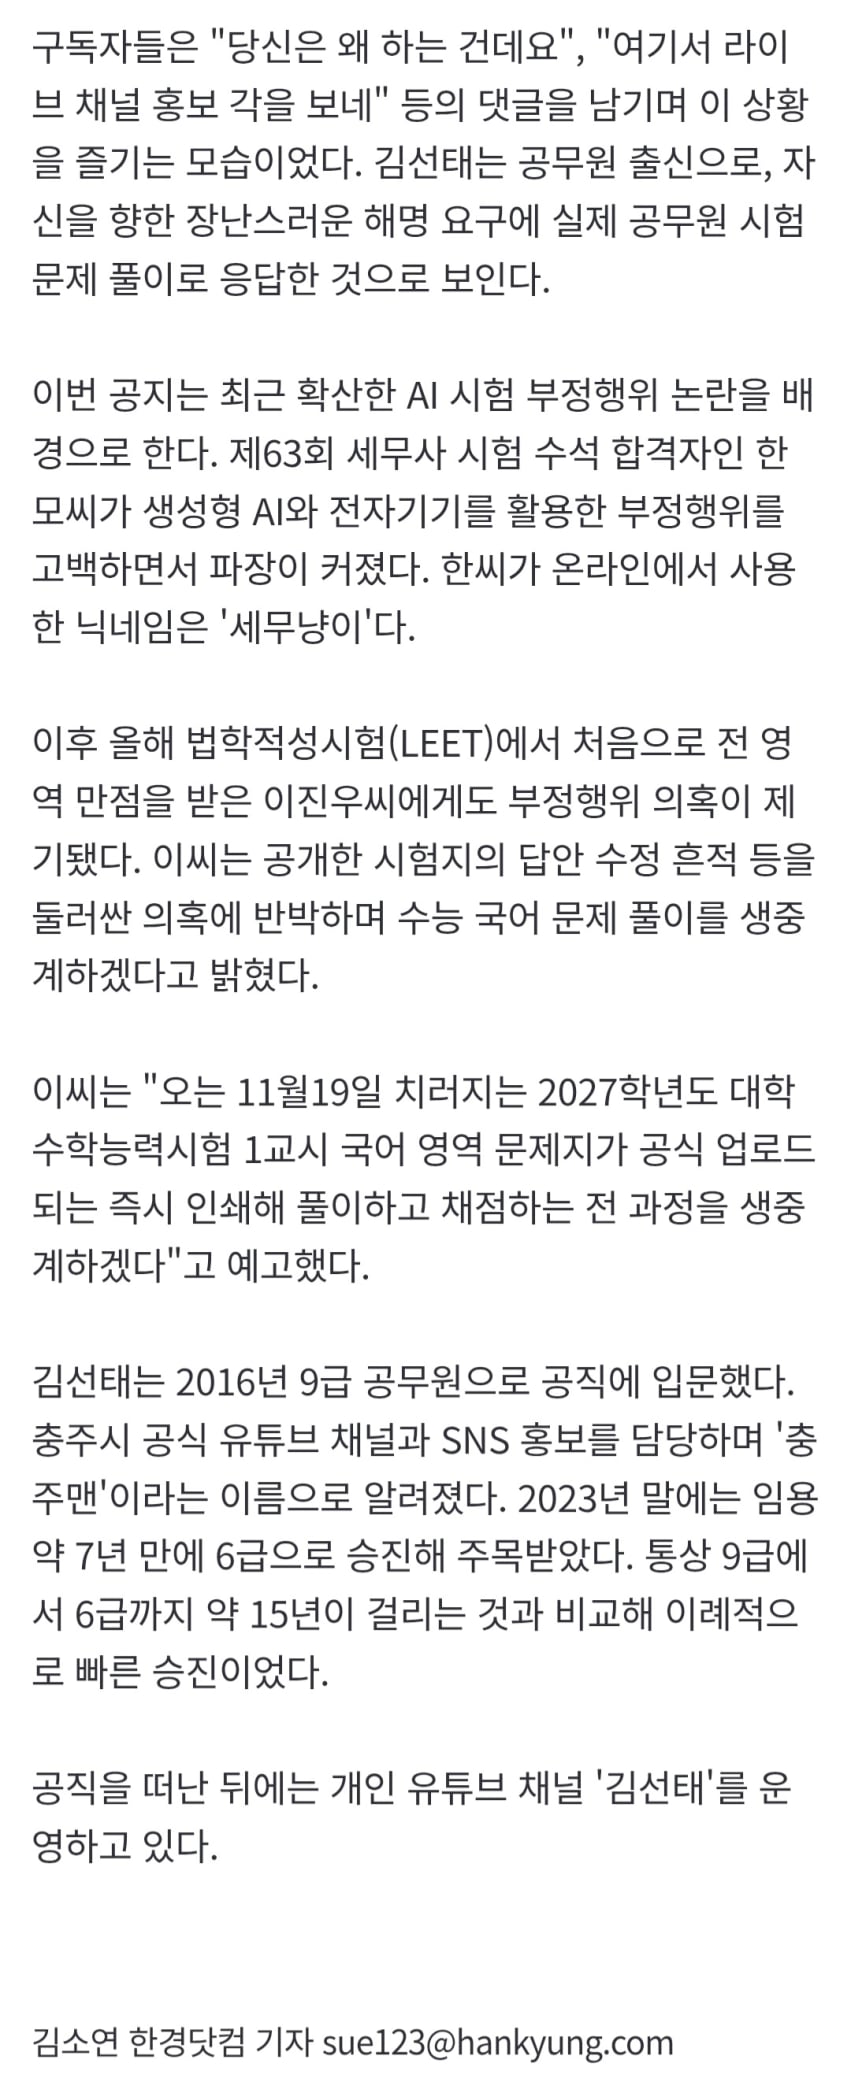 구독자들은 "당신은 왜 하는 건데요", "여기서 라이
브 채널 홍보 각을 보네" 등의 댓글을 남기며 이 상황
을 즐기는 모습이었다. 김선태는 공무원 출신으로, 자
신을 향한 장난스러운 해명 요구에 실제 공무원 시험
문제 풀이로 응답한 것으로 보인다.
이번 공지는 최근 확산한 AI 시험 부정행위 논란을 배
경으로 한다. 제63회 세무사 시험 수석 합격자인 한
모씨가 생성형 AI와 전자기기를 활용한 부정행위를
고백하면서 파장이 커졌다. 한씨가 온라인에서 사용
한 닉네임은 '세무냥이'다.
이후 올해 법학적성시험(LEET)에서 처음으로 전 영
역 만점을 받은 이진우씨에게도 부정행위 의혹이 제
기됐다. 이씨는 공개한 시험지의 답안 수정 흔적 등을
둘러싼 의혹에 반박하며 수능 국어 문제 풀이를 생중
계하겠다고 밝혔다.
이씨는 "오는 11월19일 치러지는 2027학년도 대학
수학능력시험 1교시 국어 영역 문제지가 공식 업로드
되는 즉시 인쇄해 풀이하고 채점하는 전 과정을 생중
계하겠다"고 예고했다.
김선태는 2016년 9급 공무원으로 공직에 입문했다.
충주시 공식 유튜브 채널과 SNS 홍보를 담당하며 '충
주맨'이라는 이름으로 알려졌다. 2023년 말에는 임용
약 7년 만에 6급으로 승진해 주목받았다. 통상 9급에
서 6급까지 약 15년이 걸리는 것과 비교해 이례적으
로 빠른 승진이었다.
공직을 떠난 뒤에는 개인 유튜브 채널 '김선태'를 운
영하고 있다.
김소연 한경닷컴 기자 sue123@hankyung.com